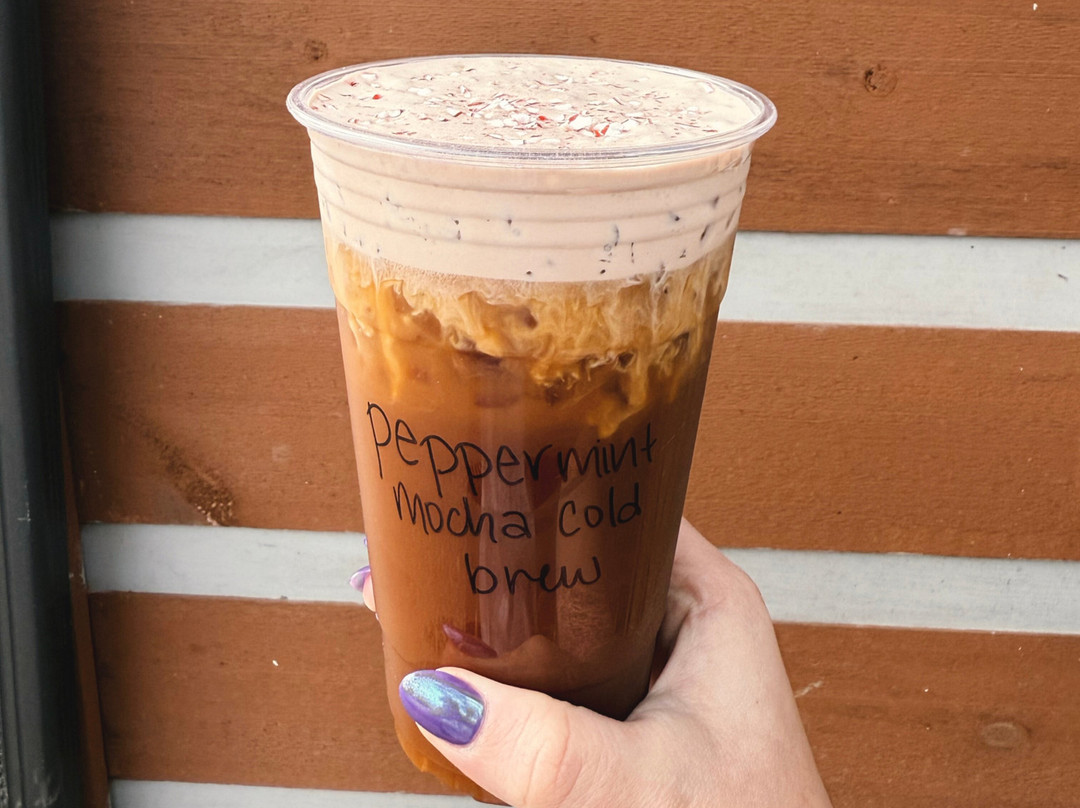 Peppermint
mocha cold
brew